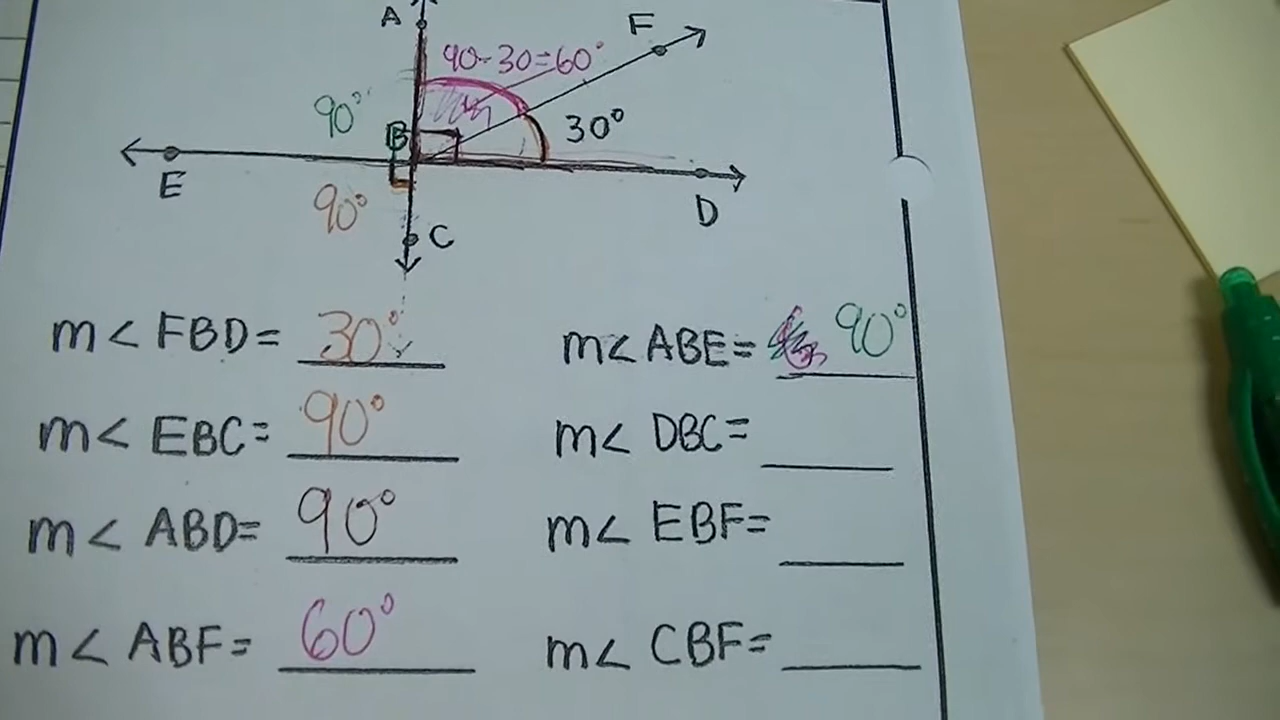 A
F
90-30=60°
90°
B
30°
E
90°
D
C
m< FBD= 30°
m< ABE= 90°
m< EBC= 90°
m< DBC=
m< ABD= 90°
m< EBF=
m< ABF= 60°
m< CBF=